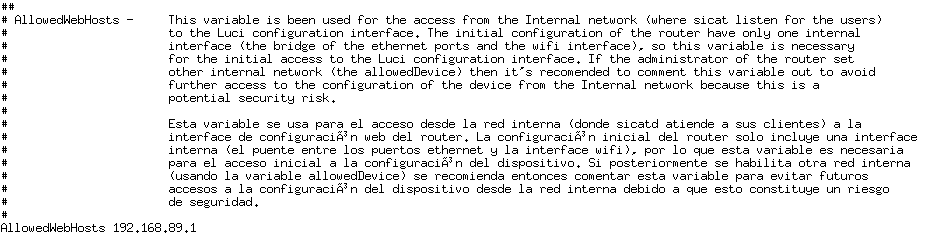 ##
# AllowedWebHosts -    This variable is been used for the access from the Internal network (where sicat listen for the users)
#                      to the Luci configuration interface. The initial configuration of the router have only one internal
#                      interface (the bridge of the ethernet ports and the wifi interface), so this variable is necessary
#                      for the initial access to the Luci configuration interface. If the administrator of the router set
#                      other internal network (the allowedDevice) then it´s recomended to comment this variable out to avoid
#                      further access to the configuration of the device from the Internal network because this is a
#                      potential security risk.
#
#                      Esta variable se usa para el acceso desde la red interna (donde sicatd atiende a sus clientes) a la
#                      interface de configuraciÃ³n web del router. La configuraciÃ³n inicial del router solo incluye una interface
#                      interna (el puente entre los puertos ethernet y la interface wifi), por lo que esta variable es necesaria
#                      para el acceso inicial a la configuraciÃ³n del dispositivo. Si posteriormente se habilita otra red interna
#                      (usando la variable allowedDevice) se recomienda entonces comentar esta variable para evitar futuros
#                      accesos a la configuraciÃ³n del dispositivo desde la red interna debido a que esto constituye un riesgo
#                      de seguridad.
#
AllowedWebHosts 192.168.89.1